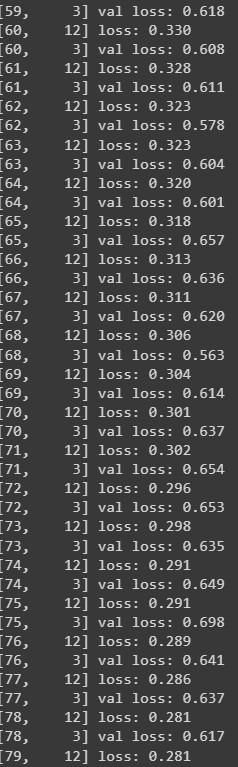 [59,     3] val loss: 0.618
[60,    12] loss: 0.330
[60,     3] val loss: 0.608
[61,    12] loss: 0.328
[61,     3] val loss: 0.611
[62,    12] loss: 0.323
[62,     3] val loss: 0.578
[63,    12] loss: 0.323
[63,     3] val loss: 0.604
[64,    12] loss: 0.320
[64,     3] val loss: 0.601
[65,    12] loss: 0.318
[65,     3] val loss: 0.657
[66,    12] loss: 0.313
[66,     3] val loss: 0.636
[67,    12] loss: 0.311
[67,     3] val loss: 0.620
[68,    12] loss: 0.306
[68,     3] val loss: 0.563
[69,    12] loss: 0.304
[69,     3] val loss: 0.614
[70,    12] loss: 0.301
[70,     3] val loss: 0.637
[71,    12] loss: 0.302
[71,     3] val loss: 0.654
[72,    12] loss: 0.296
[72,     3] val loss: 0.653
[73,    12] loss: 0.298
[73,     3] val loss: 0.635
[74,    12] loss: 0.291
[74,     3] val loss: 0.649
[75,    12] loss: 0.291
[75,     3] val loss: 0.698
[76,    12] loss: 0.289
[76,     3] val loss: 0.641
[77,    12] loss: 0.286
[77,     3] val loss: 0.637
[78,    12] loss: 0.281
[78,     3] val loss: 0.617
[79,    12] loss: 0.281